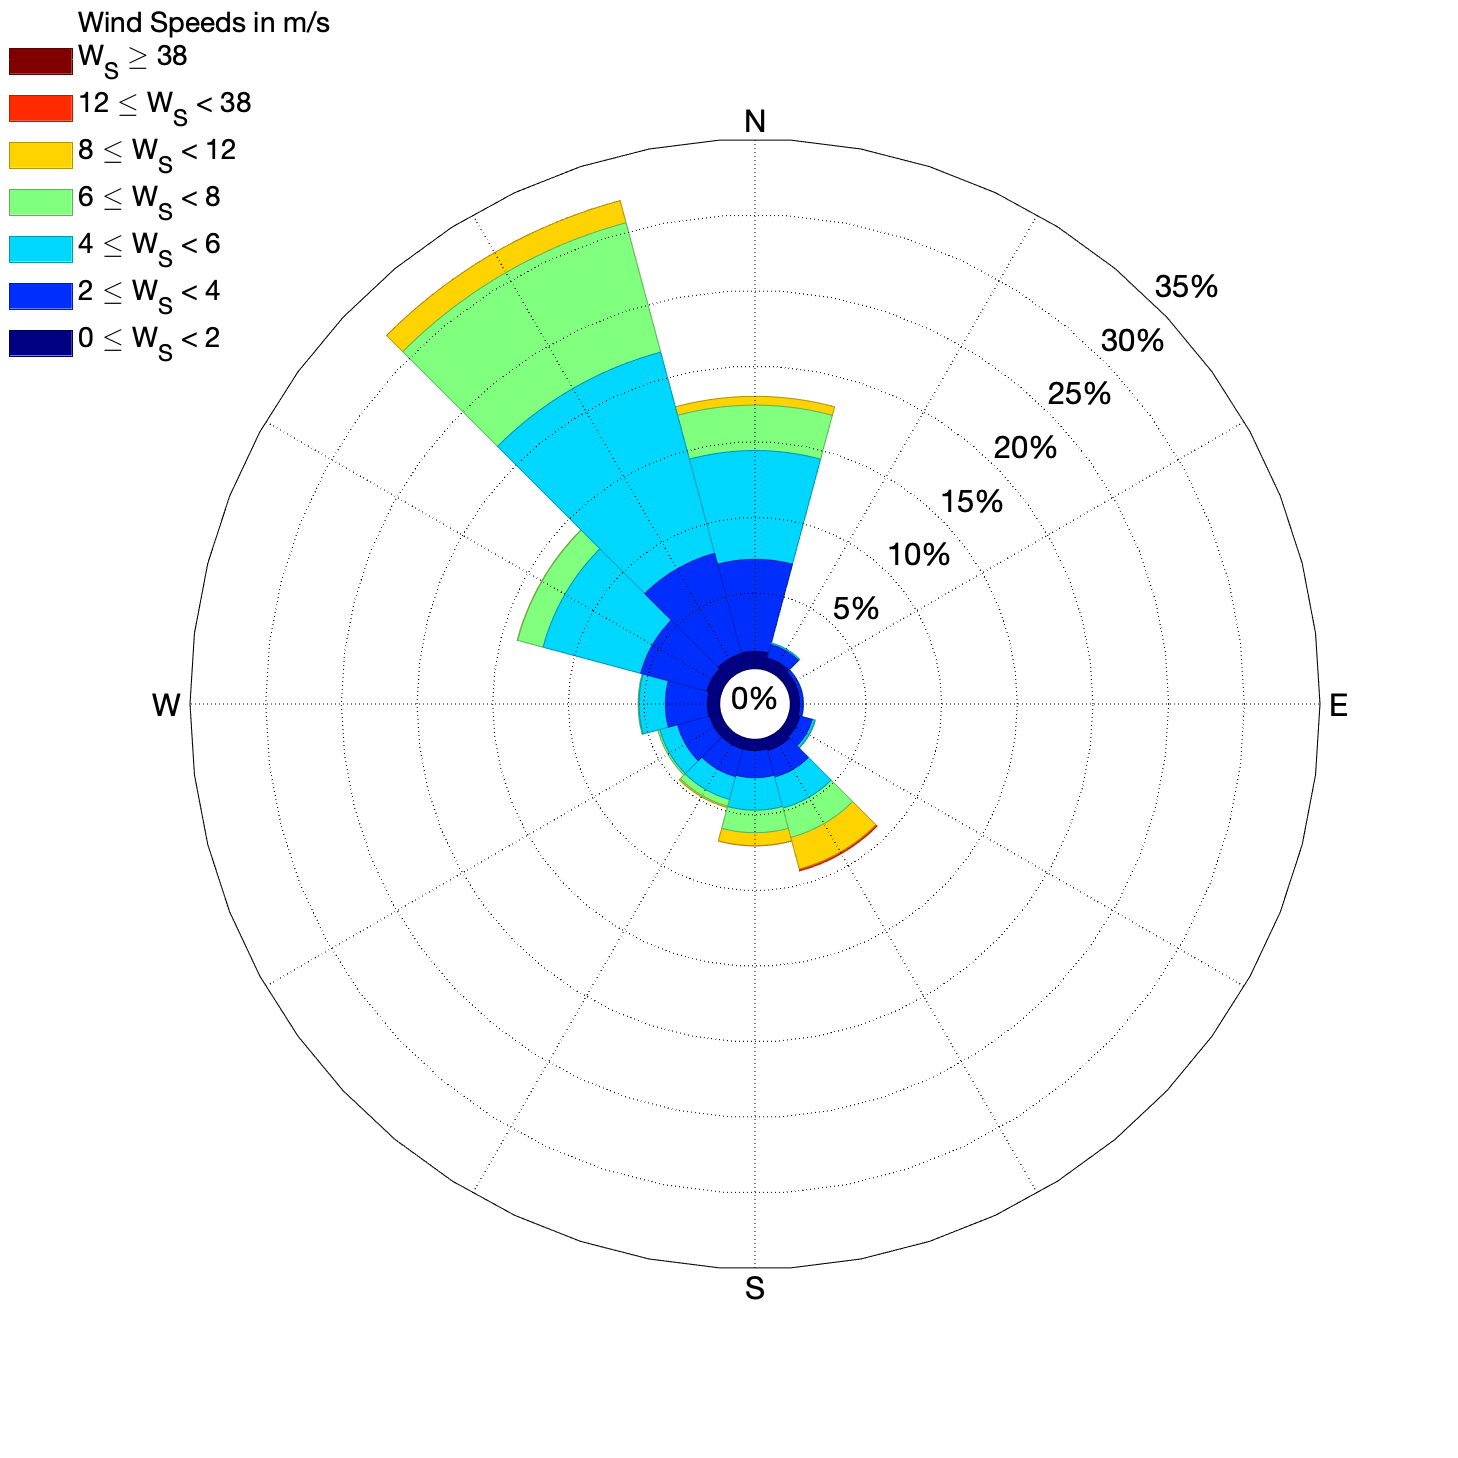 Wind Speeds in m/s
W_S ≥ 38
12 ≤ W_S < 38
8 ≤ W_S < 12
6 ≤ W_S < 8
4 ≤ W_S < 6
2 ≤ W_S < 4
0 ≤ W_S < 2
N
35%
30%
25%
20%
15%
10%
5%
0%
W
E
S